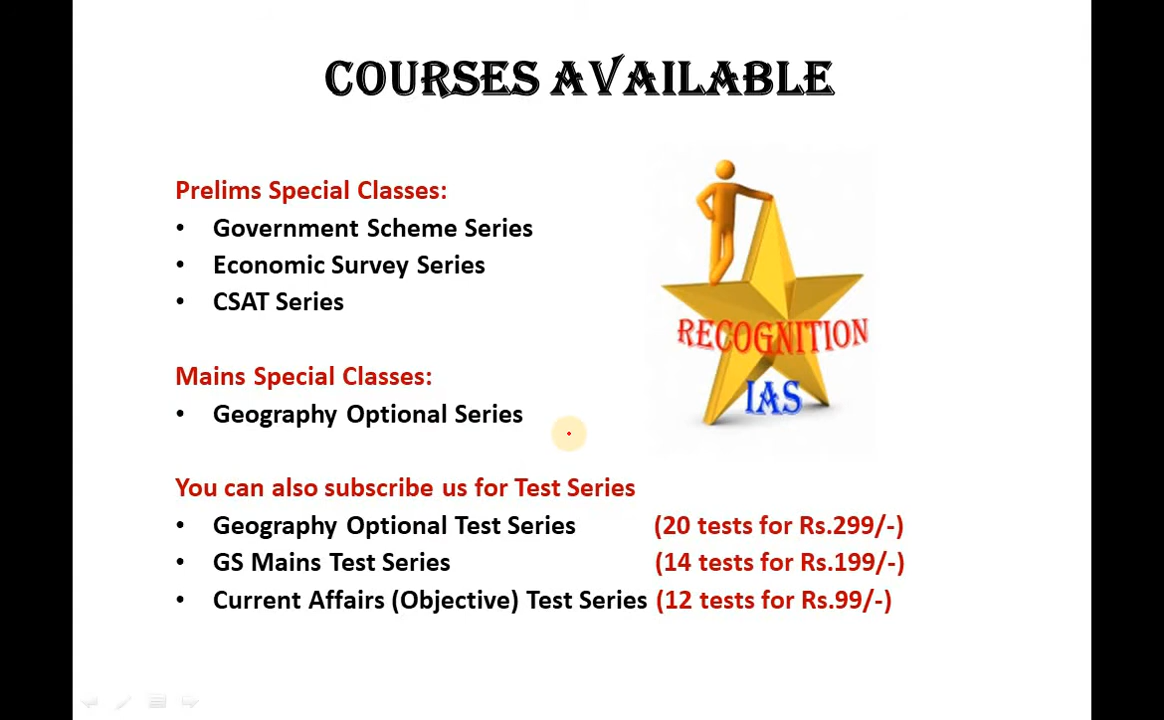 COURSES AVAILABLE
Prelims Special Classes:
• Government Scheme Series
• Economic Survey Series
• CSAT Series
RECOGNITION
IAS
Mains Special Classes:
• Geography Optional Series
You can also subscribe us for Test Series
• Geography Optional Test Series (20 tests for Rs.299/-)
• GS Mains Test Series (14 tests for Rs.199/-)
• Current Affairs (Objective) Test Series (12 tests for Rs.99/-)